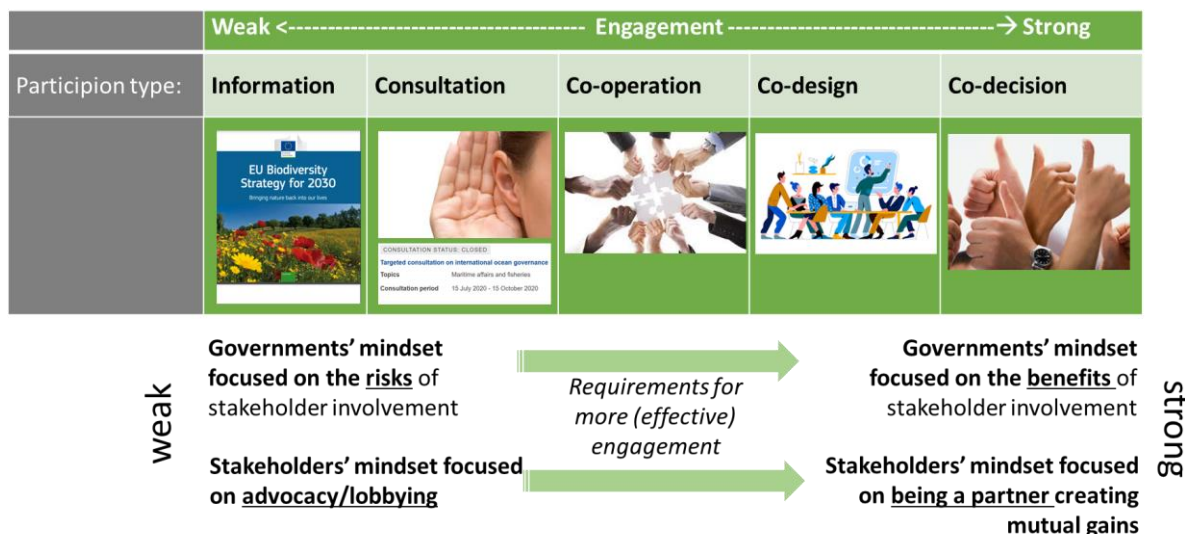 Weak <------------------------------------- Engagement ---------------------------------→ Strong
Participion type:
Information
Consultation
Co-operation
Co-design
Co-decision
EU Biodiversity
Strategy for 2030
Bringing nature back into our lives
CONSULTATION STATUS: CLOSED
Targeted consultation on international ocean governance
Topics Maritime affairs and fisheries
Consultation period 15 July 2020 - 15 October 2020
weak
Governments' mindset
focused on the risks of
stakeholder involvement
Stakeholders' mindset focused
on advocacy/lobbying
Requirements for
more (effective)
engagement
Governments' mindset
focused on the benefits of
stakeholder involvement
Stakeholders' mindset focused
on being a partner creating
mutual gains
strong